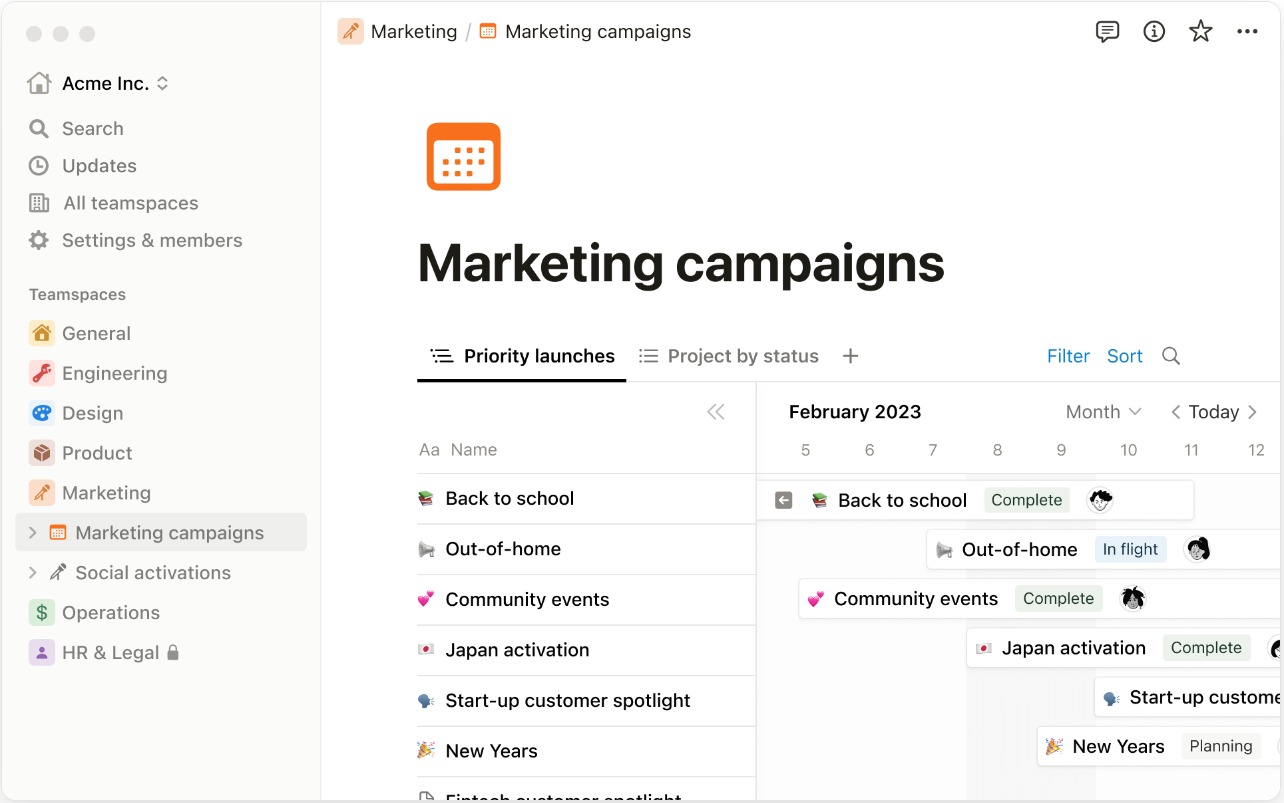 Marketing / Marketing campaigns
Acme Inc.
Search
Updates
All teamspaces
Settings & members
Teamspaces
General
Engineering
Design
Product
Marketing
Marketing campaigns
Social activations
$ Operations
HR & Legal
Marketing campaigns
Priority launches Project by status + Filter Sort
February 2023 Month Today
Aa Name 5 6 7 8 9 10 11 12
Back to school Back to school Complete
Out-of-home Out-of-home In flight
Community events Community events Complete
Japan activation Japan activation Complete
Start-up customer spotlight Start-up custome
New Years New Years Planning
Fintech customer spotlight